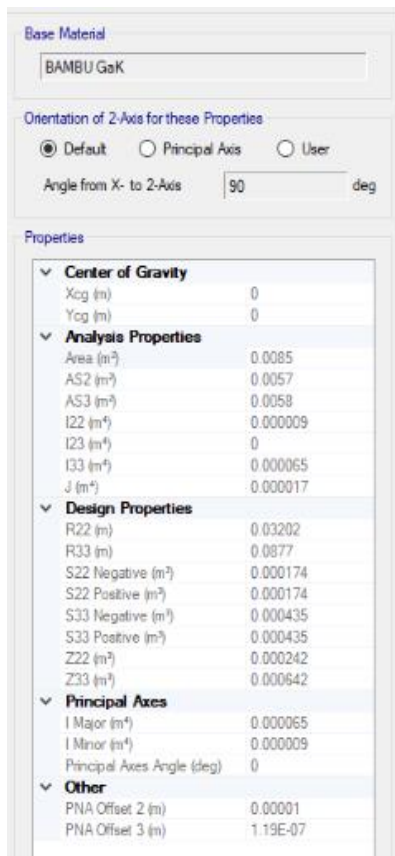 Base Material
BAMBU GaK
Orientation of 2-Axis for these Properties
Default Principal Axis User
Angle from X- to 2-Axis 90 deg
Properties
Center of Gravity
Xcg (m) 0
Ycg (m) 0
Analysis Properties
Area (m²) 0.0085
AS2 (m²) 0.0057
AS3 (m²) 0.0058
I22 (m⁴) 0.000009
I23 (m⁴) 0
I33 (m⁴) 0.000065
J (m⁴) 0.000017
Design Properties
R22 (m) 0.03202
R33 (m) 0.0877
S22 Negative (m³) 0.000174
S22 Positive (m³) 0.000174
S33 Negative (m³) 0.000435
S33 Positive (m³) 0.000435
Z22 (m³) 0.000242
Z33 (m³) 0.000642
Principal Axes
I Major (m⁴) 0.000065
I Minor (m⁴) 0.000009
Principal Axes Angle (deg) 0
Other
PNA Offset 2 (m) 0.00001
PNA Offset 3 (m) 1.19E-07